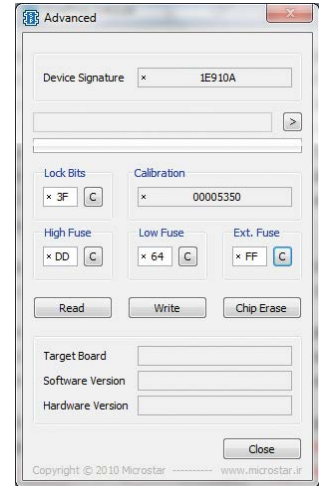 Advanced
Device Signature × 1E910A
>
Lock Bits Calibration
× 3F C × 00005350
High Fuse Low Fuse Ext. Fuse
× DD C × 64 C × FF C
Read Write Chip Erase
Target Board
Software Version
Hardware Version
Close
Copyright © 2010 Microstar ---------- www.microstar.ir